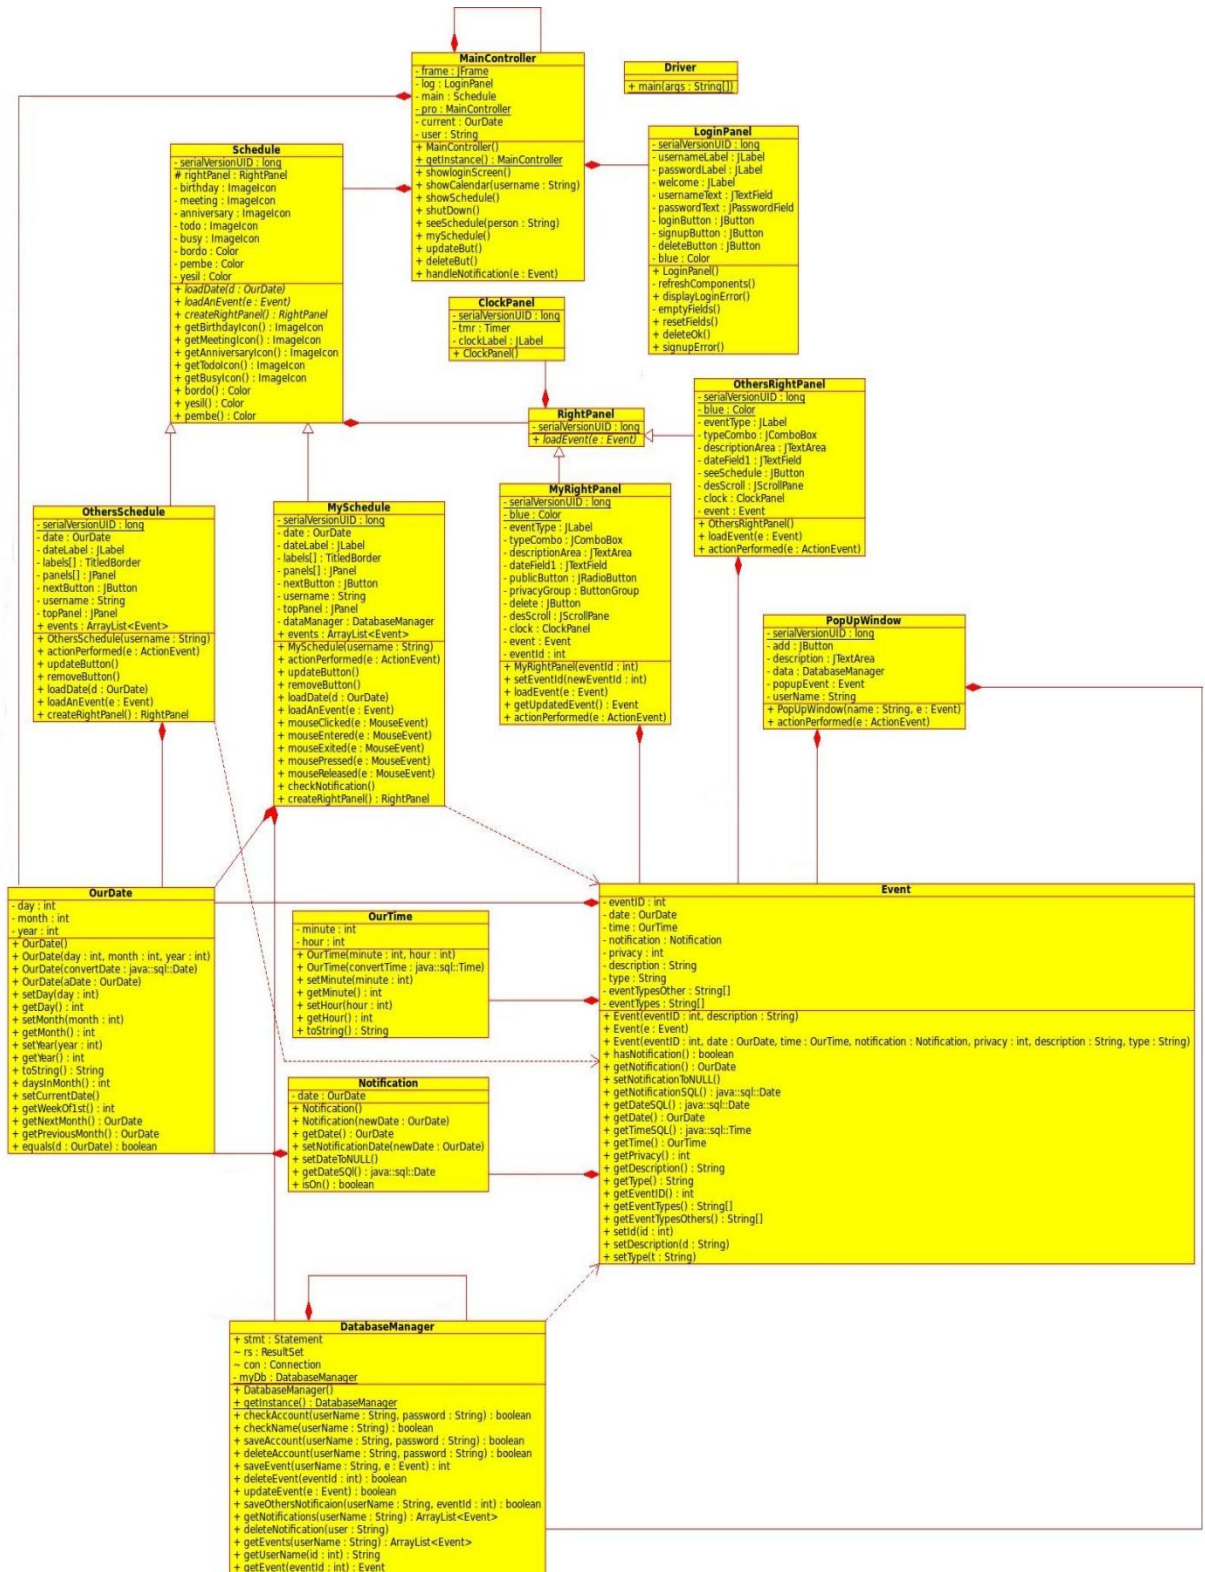 MainController
- frame : JFrame
- log : LoginPanel
- main : Schedule
- pro : MainController
- current : OurDate
- user : String
+ MainController()
+ getInstance() : MainController
+ showloginScreen()
+ showCalendar(username : String)
+ showSchedule()
+ shutDown()
+ seeSchedule(person : String)
+ mySchedule()
+ updateBut()
+ deleteBut()
+ handleNotification(e : Event)
Driver
+ main(args : String[])
LoginPanel
- serialVersionUID : long
- usernameLabel : JLabel
- passwordLabel : JLabel
- welcome : JLabel
- usernameText : JTextField
- passwordText : JPasswordField
- loginButton : JButton
- signupButton : JButton
- deleteButton : JButton
- blue : Color
+ LoginPanel()
- refreshComponents()
+ displayLoginError()
- emptyFields()
+ resetFields()
+ deleteOk()
+ signupError()
Schedule
- serialVersionUID : long
# rightPanel : RightPanel
- birthday : ImageIcon
- meeting : ImageIcon
- anniversary : ImageIcon
- todo : ImageIcon
- busy : ImageIcon
- bordo : Color
- pembe : Color
- yesil : Color
+ loadDate(d : OurDate)
+ loadAnEvent(e : Event)
+ createRightPanel() : RightPanel
+ getBirthdayIcon() : ImageIcon
+ getMeetingIcon() : ImageIcon
+ getAnniversaryIcon() : ImageIcon
+ getTodoIcon() : ImageIcon
+ getBusyIcon() : ImageIcon
+ bordo() : Color
+ yesil() : Color
+ pembe() : Color
ClockPanel
- serialVersionUID : long
- tmr : Timer
- clockLabel : JLabel
+ ClockPanel()
RightPanel
- serialVersionUID : long
+ loadEvent(e : Event)
OthersRightPanel
- serialVersionUID : long
- blue : Color
- eventType : JLabel
- typeCombo : JComboBox
- descriptionArea : JTextArea
- dateField1 : JTextField
- seeSchedule : JButton
- desScroll : JScrollPane
- clock : ClockPanel
- event : Event
+ OthersRightPanel()
+ loadEvent(e : Event)
+ actionPerformed(e : ActionEvent)
OthersSchedule
- serialVersionUID : long
- date : OurDate
- dateLabel : JLabel
- labels[] : TitledBorder
- panels[] : JPanel
- nextButton : JButton
- username : String
- topPanel : JPanel
+ events : ArrayList<Event>
+ OthersSchedule(username : String)
+ actionPerformed(e : ActionEvent)
+ updateButton()
+ removeButton()
+ loadDate(d : OurDate)
+ loadAnEvent(e : Event)
+ createRightPanel() : RightPanel
MySchedule
- serialVersionUID : long
- date : OurDate
- dateLabel : JLabel
- labels[] : TitledBorder
- panels[] : JPanel
- nextButton : JButton
- username : String
- topPanel : JPanel
- dataManager : DatabaseManager
+ events : ArrayList<Event>
+ MySchedule(username : String)
+ actionPerformed(e : ActionEvent)
+ updateButton()
+ removeButton()
+ loadDate(d : OurDate)
+ loadAnEvent(e : Event)
+ mouseClicked(e : MouseEvent)
+ mouseEntered(e : MouseEvent)
+ mouseExited(e : MouseEvent)
+ mousePressed(e : MouseEvent)
+ mouseReleased(e : MouseEvent)
+ checkNotification()
+ createRightPanel() : RightPanel
MyRightPanel
- serialVersionUID : long
- blue : Color
- eventType : JLabel
- typeCombo : JComboBox
- descriptionArea : JTextArea
- dateField1 : JTextField
- publicButton : JRadioButton
- privacyGroup : ButtonGroup
- delete : JButton
- desScroll : JScrollPane
- clock : ClockPanel
- event : Event
- eventId : int
+ MyRightPanel(eventId : int)
+ setEventId(newEventId : int)
+ loadEvent(e : Event)
+ getUpdatedEvent() : Event
+ actionPerformed(e : ActionEvent)
PopUpWindow
- serialVersionUID : long
- add : JButton
- description : JTextArea
- data : DatabaseManager
- popupEvent : Event
- userName : String
+ PopUpWindow(name : String, e : Event)
+ actionPerformed(e : ActionEvent)
OurDate
- day : int
- month : int
- year : int
+ OurDate()
+ OurDate(day : int, month : int, year : int)
+ OurDate(convertDate : java::sql::Date)
+ OurDate(aDate : OurDate)
+ setDay(day : int)
+ getDay() : int
+ setMonth(month : int)
+ getMonth() : int
+ setYear(year : int)
+ getYear() : int
+ toString() : String
+ daysInMonth() : int
+ setCurrentDate()
+ getWeekOf1st() : int
+ getNextMonth() : OurDate
+ getPreviousMonth() : OurDate
+ equals(d : OurDate) : boolean
OurTime
- minute : int
- hour : int
+ OurTime(minute : int, hour : int)
+ OurTime(convertTime : java::sql::Time)
+ setMinute(minute : int)
+ getMinute() : int
+ setHour(hour : int)
+ getHour() : int
+ toString() : String
Notification
- date : OurDate
+ Notification()
+ Notification(newDate : OurDate)
+ getDate() : OurDate
+ setNotificationDate(newDate : OurDate)
+ setDateToNULL()
+ getDateSQl() : java::sql::Date
+ isOn() : boolean
Event
- eventID : int
- date : OurDate
- time : OurTime
- notification : Notification
- privacy : int
- description : String
- type : String
- eventTypesOther : String[]
- eventTypes : String[]
+ Event(eventID : int, description : String)
+ Event(e : Event)
+ Event(eventID : int, date : OurDate, time : OurTime, notification : Notification, privacy : int, description : String, type : String)
+ hasNotification() : boolean
+ getNotification() : OurDate
+ setNotificationToNULL()
+ getNotificationSQL() : java::sql::Date
+ getDateSQL() : java::sql::Date
+ getDate() : OurDate
+ getTimeSQL() : java::sql::Time
+ getTime() : OurTime
+ getPrivacy() : int
+ getDescription() : String
+ getType() : String
+ getEventID() : int
+ getEventTypes() : String[]
+ getEventTypesOthers() : String[]
+ setId(id : int)
+ setDescription(d : String)
+ setType(t : String)
DatabaseManager
+ stmt : Statement
~ rs : ResultSet
~ con : Connection
- myDb : DatabaseManager
+ DatabaseManager()
+ getInstance() : DatabaseManager
+ checkAccount(userName : String, password : String) : boolean
+ checkName(userName : String) : boolean
+ saveAccount(userName : String, password : String) : boolean
+ deleteAccount(userName : String, password : String) : boolean
+ saveEvent(userName : String, e : Event) : int
+ deleteEvent(eventId : int) : boolean
+ updateEvent(e : Event) : boolean
+ saveOthersNotificaion(userName : String, eventId : int) : boolean
+ getNotifications(userName : String) : ArrayList<Event>
+ deleteNotification(user : String)
+ getEvents(userName : String) : ArrayList<Event>
+ getUserName(id : int) : String
+ getEvent(eventId : int) : Event